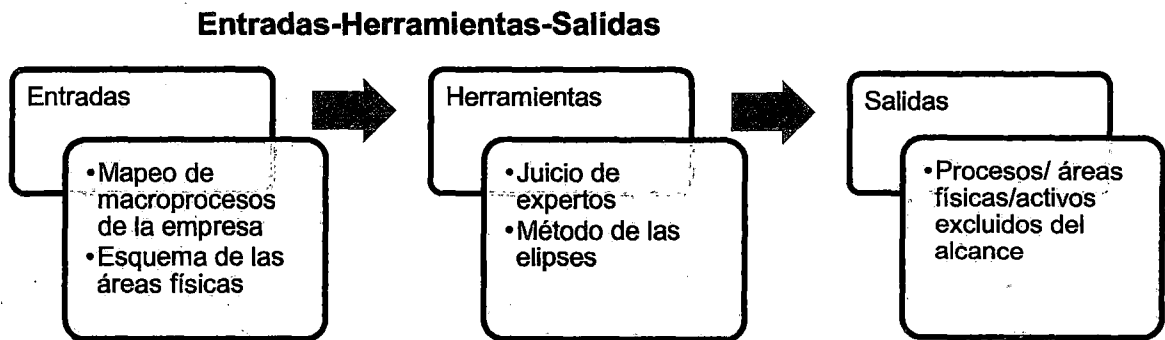 Entradas-Herramientas-Salidas
Entradas
•Mapeo de
macroprocesos
de la empresa
•Esquema de las
áreas físicas
Herramientas
•Juicio de
expertos
•Método de las
elipses
Salidas
•Procesos/ áreas
físicas/activos
excluidos del
alcance